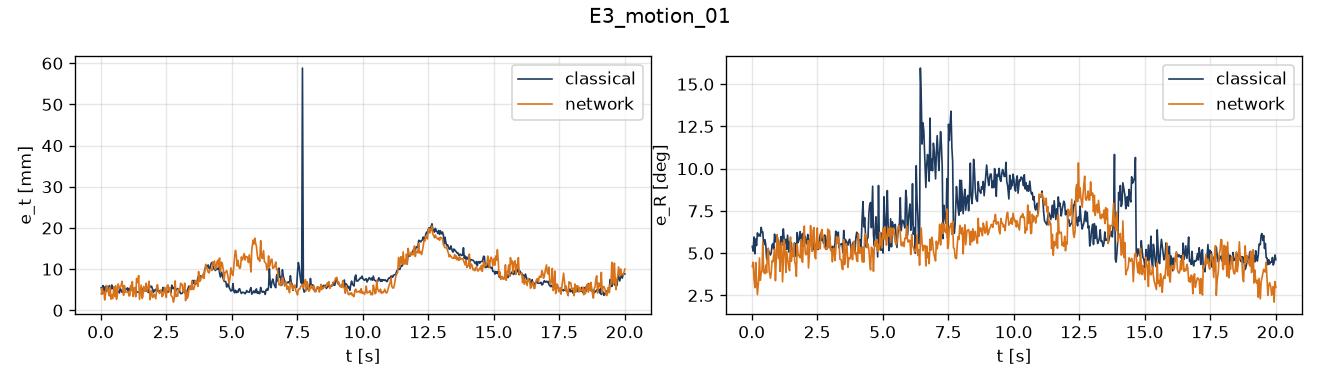 E3_motion_01
e_t [mm]
60
50
40
30
20
10
0
classical
network
0.0 2.5 5.0 7.5 10.0 12.5 15.0 17.5 20.0
t [s]
e_R [deg]
15.0
12.5
10.0
7.5
5.0
2.5
classical
network
0.0 2.5 5.0 7.5 10.0 12.5 15.0 17.5 20.0
t [s]